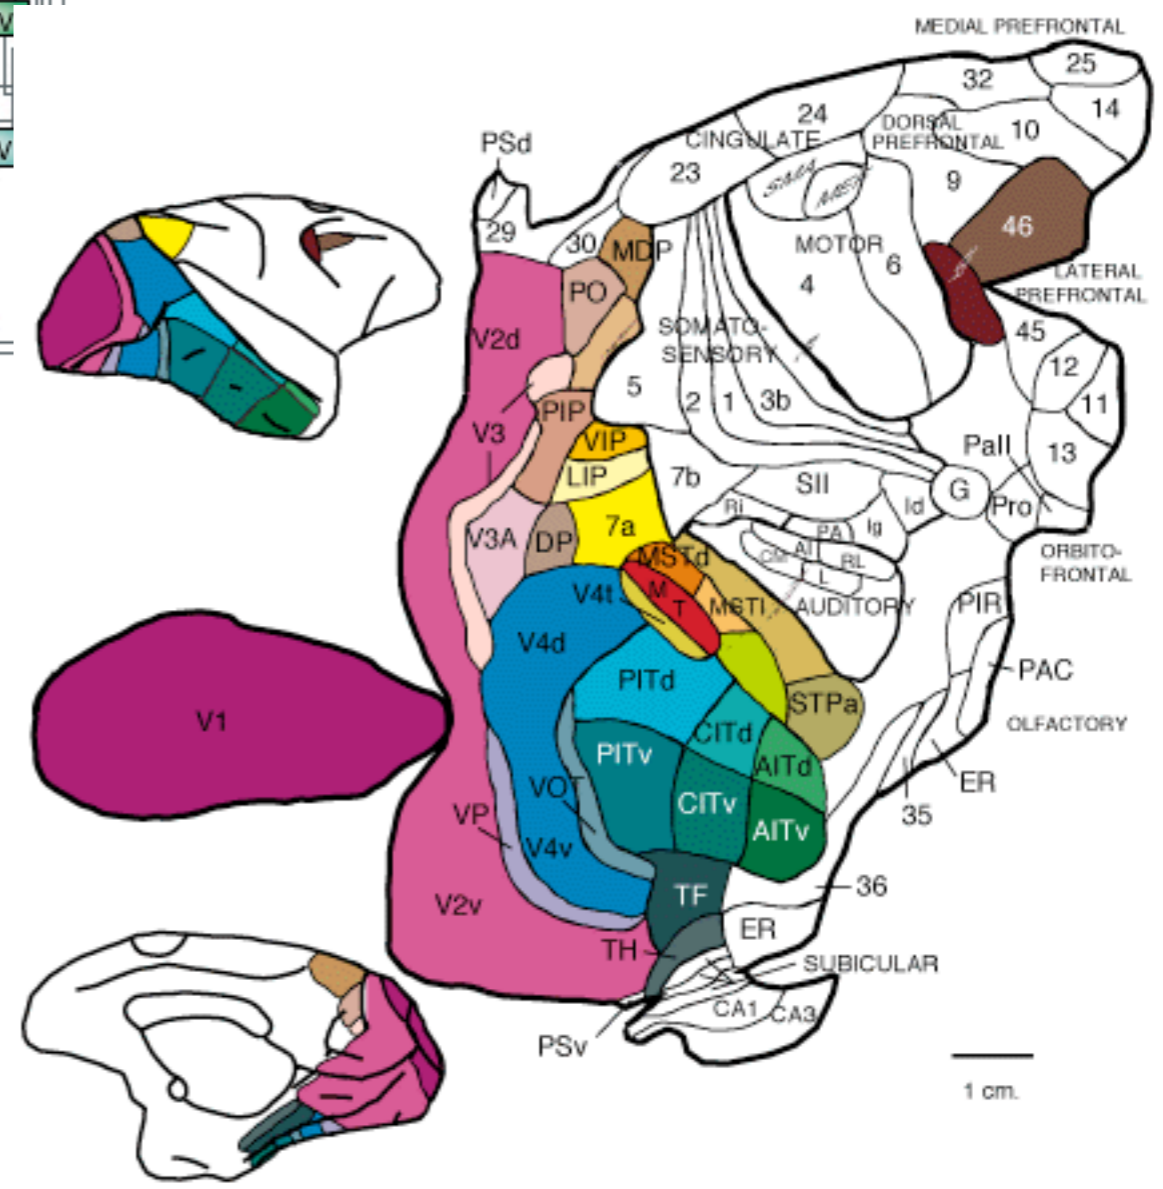 V
V
MEDIAL PREFRONTAL
25
32
14
24
DORSAL
PREFRONTAL
10
CINGULATE
PSd
23
9
46
29
30
MDP
MOTOR
6
4
LATERAL
PREFRONTAL
PO
V2d
SOMATO-
SENSORY
45
12
5
2
1
3b
11
PIP
V3
VIP
PaII
13
LIP
7b
SII
G
Id
Pro
Ri
7a
Ig
PA
V3A
DP
AI
RL
CM
L
MSTd
ORBITO-
FRONTAL
V4t
M
T
MSTl
AUDITORY
PIR
V4d
PAC
PITd
STPa
V1
CITd
OLFACTORY
PITv
AITd
ER
VOT
CITv
35
VP
AITv
V4v
36
TF
V2v
ER
TH
SUBICULAR
CA1
CA3
PSv
1 cm.